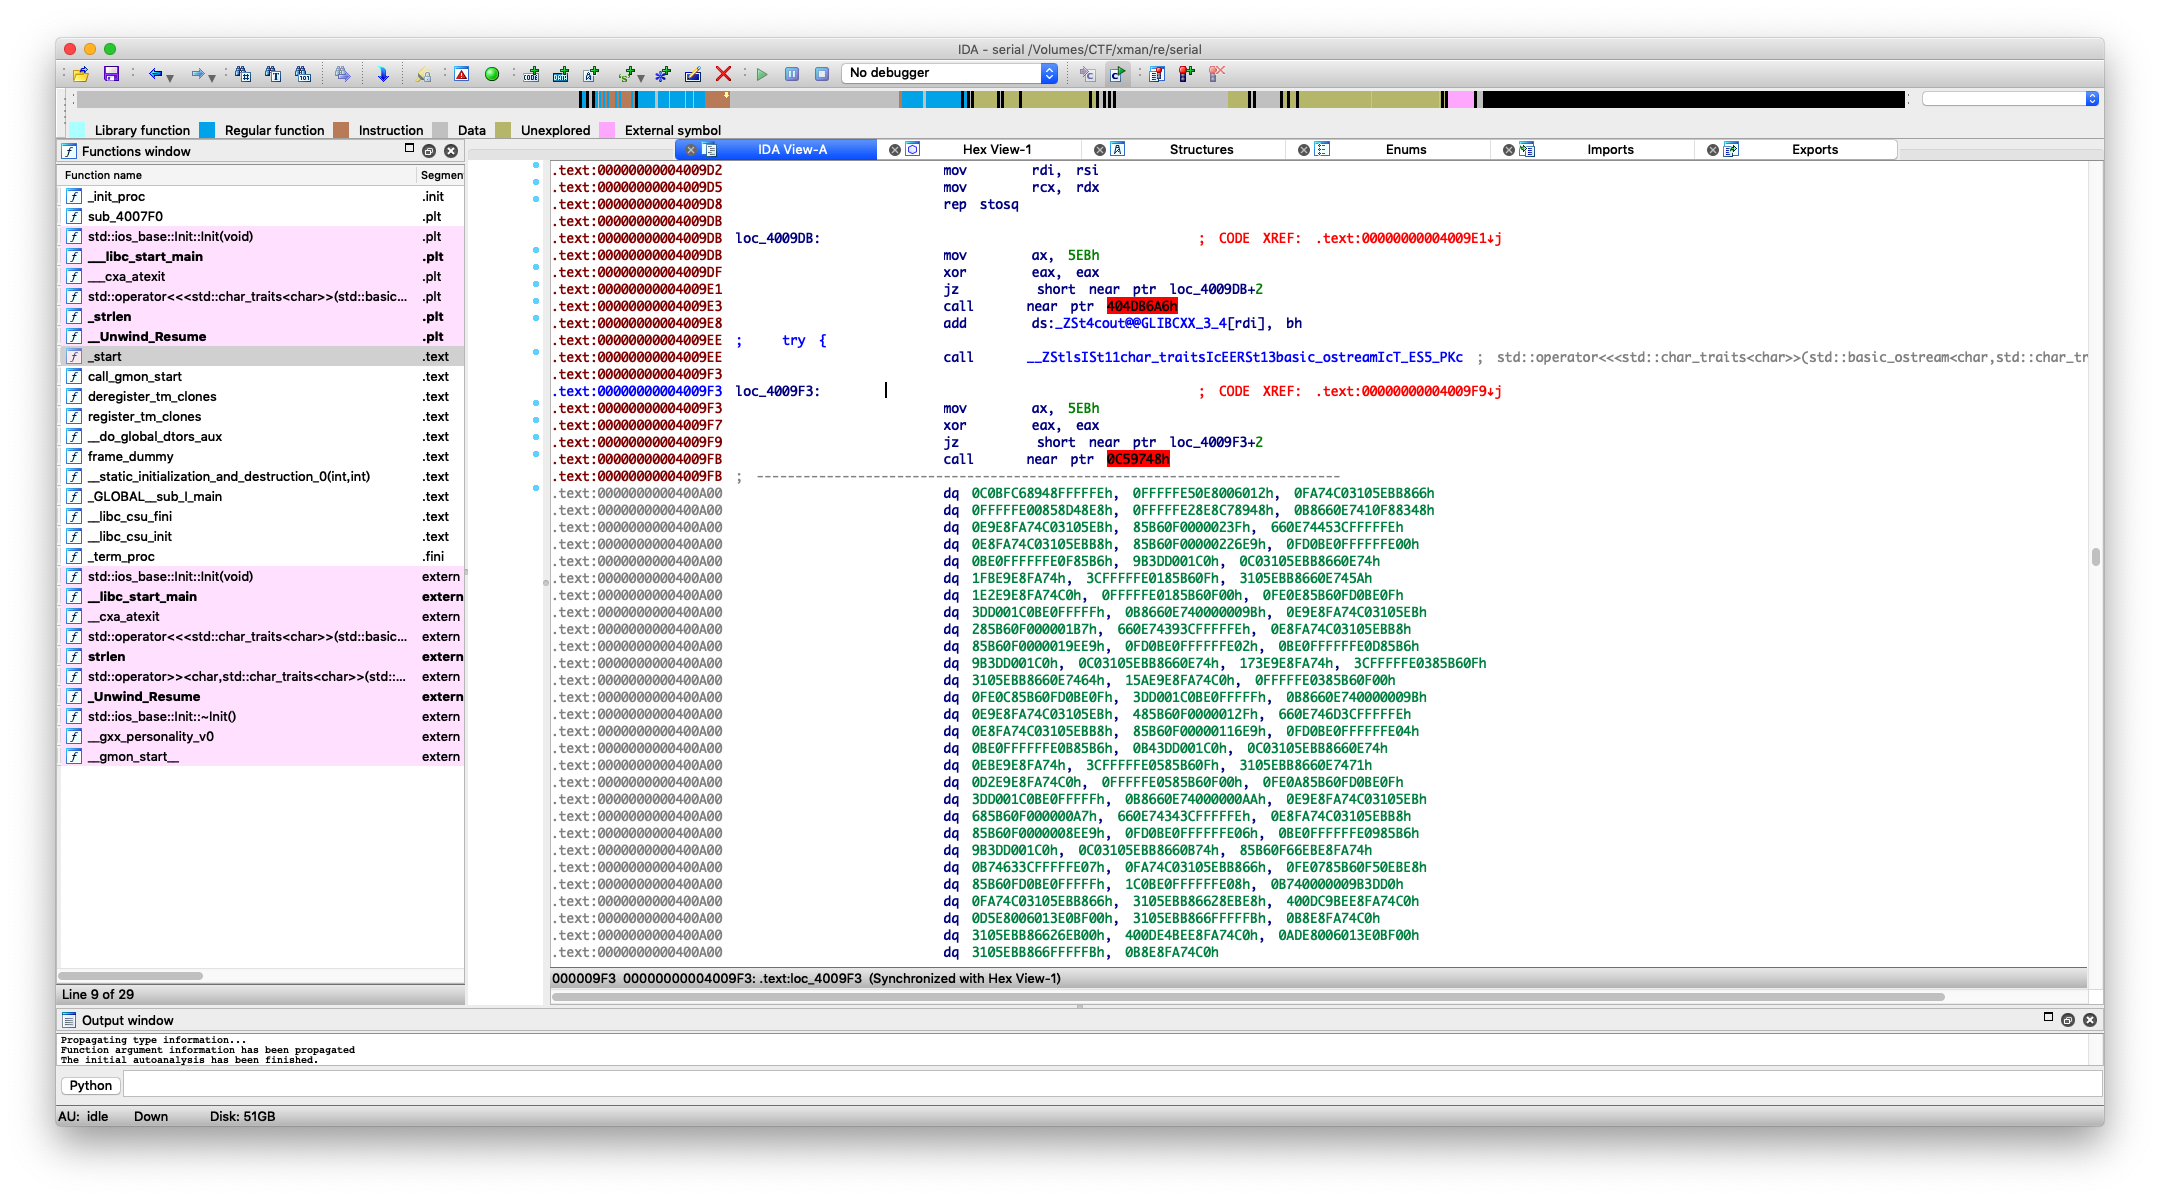 IDA - serial /Volumes/CTF/xman/re/serial
No debugger
Library function Regular function Instruction Data Unexplored External symbol
Functions window
Function name Segmen
_init_proc .init
sub_4007F0 .plt
std::ios_base::Init::Init(void) .plt
___libc_start_main .plt
___cxa_atexit .plt
std::operator<<<std::char_traits<char>>(std::basic... .plt
_strlen .plt
__Unwind_Resume .plt
_start .text
call_gmon_start .text
deregister_tm_clones .text
register_tm_clones .text
__do_global_dtors_aux .text
frame_dummy .text
__static_initialization_and_destruction_0(int,int) .text
_GLOBAL__sub_I_main .text
__libc_csu_fini .text
__libc_csu_init .text
_term_proc .fini
std::ios_base::Init::Init(void) extern
__libc_start_main extern
__cxa_atexit extern
std::operator<<<std::char_traits<char>>(std::basic... extern
strlen extern
std::operator>><char,std::char_traits<char>>(std::... extern
_Unwind_Resume extern
std::ios_base::Init::~Init() extern
__gxx_personality_v0 extern
__gmon_start__ extern
Line 9 of 29
IDA View-A Hex View-1 Structures Enums Imports Exports
.text:00000000004009D2 mov rdi, rsi
.text:00000000004009D5 mov rcx, rdx
.text:00000000004009D8 rep stosq
.text:00000000004009DB
.text:00000000004009DB loc_4009DB: ; CODE XREF: .text:00000000004009E1↓j
.text:00000000004009DB mov ax, 5EBh
.text:00000000004009DF xor eax, eax
.text:00000000004009E1 jz short near ptr loc_4009DB+2
.text:00000000004009E3 call near ptr 404DB6A6h
.text:00000000004009E8 add ds:_ZSt4cout@@GLIBCXX_3_4[rdi], bh
.text:00000000004009EE ; try {
.text:00000000004009EE call __ZStlsISt11char_traitsIcEERSt13basic_ostreamIcT_ES5_PKc ; std::operator<<<std::char_traits<char>>(std::basic_ostream<char,std::char_tr
.text:00000000004009F3
.text:00000000004009F3 loc_4009F3: ; CODE XREF: .text:00000000004009F9↓j
.text:00000000004009F3 mov ax, 5EBh
.text:00000000004009F7 xor eax, eax
.text:00000000004009F9 jz short near ptr loc_4009F3+2
.text:00000000004009FB call near ptr 0C59748h
.text:00000000004009FB ; ---------------------------------------------------------------------------
.text:0000000000400A00 dq 0C0BFC68948FFFFFEh, 0FFFFFE50E8006012h, 0FA74C03105EBB866h
.text:0000000000400A00 dq 0FFFFFE00858D48E8h, 0FFFFFE28E8C78948h, 0B8660E7410F88348h
.text:0000000000400A00 dq 0E9E8FA74C03105EBh, 85B60F0000023Fh, 660E74453CFFFFFEh
.text:0000000000400A00 dq 0E8FA74C03105EBB8h, 85B60F00000226E9h, 0FD0BE0FFFFFFE00h
.text:0000000000400A00 dq 0BE0FFFFFFE0F85B6h, 9B3DD001C0h, 0C03105EBB8660E74h
.text:0000000000400A00 dq 1FBE9E8FA74h, 3CFFFFFE0185B60Fh, 3105EBB8660E745Ah
.text:0000000000400A00 dq 1E2E9E8FA74C0h, 0FFFFFE0185B60F00h, 0FE0E85B60FD0BE0Fh
.text:0000000000400A00 dq 3DD001C0BE0FFFFFh, 0B8660E740000009Bh, 0E9E8FA74C03105EBh
.text:0000000000400A00 dq 285B60F000001B7h, 660E74393CFFFFFEh, 0E8FA74C03105EBB8h
.text:0000000000400A00 dq 85B60F0000019EE9h, 0FD0BE0FFFFFFE02h, 0BE0FFFFFFE0D85B6h
.text:0000000000400A00 dq 9B3DD001C0h, 0C03105EBB8660E74h, 173E9E8FA74h, 3CFFFFFE0385B60Fh
.text:0000000000400A00 dq 3105EBB8660E7464h, 15AE9E8FA74C0h, 0FFFFFE0385B60F00h
.text:0000000000400A00 dq 0FE0C85B60FD0BE0Fh, 3DD001C0BE0FFFFFh, 0B8660E740000009Bh
.text:0000000000400A00 dq 0E9E8FA74C03105EBh, 485B60F0000012Fh, 660E746D3CFFFFFEh
.text:0000000000400A00 dq 0E8FA74C03105EBB8h, 85B60F00000116E9h, 0FD0BE0FFFFFFE04h
.text:0000000000400A00 dq 0BE0FFFFFFE0B85B6h, 0B43DD001C0h, 0C03105EBB8660E74h
.text:0000000000400A00 dq 0EBE9E8FA74h, 3CFFFFFE0585B60Fh, 3105EBB8660E7471h
.text:0000000000400A00 dq 0D2E9E8FA74C0h, 0FFFFFE0585B60F00h, 0FE0A85B60FD0BE0Fh
.text:0000000000400A00 dq 3DD001C0BE0FFFFFh, 0B8660E74000000AAh, 0E9E8FA74C03105EBh
.text:0000000000400A00 dq 685B60F000000A7h, 660E74343CFFFFFEh, 0E8FA74C03105EBB8h
.text:0000000000400A00 dq 85B60F0000008EE9h, 0FD0BE0FFFFFFE06h, 0BE0FFFFFFE0985B6h
.text:0000000000400A00 dq 9B3DD001C0h, 0C03105EBB8660B74h, 85B60F66EBE8FA74h
.text:0000000000400A00 dq 0B74633CFFFFFE07h, 0FA74C03105EBB866h, 0FE0785B60F50EBE8h
.text:0000000000400A00 dq 85B60FD0BE0FFFFFh, 1C0BE0FFFFFFE08h, 0B740000009B3DD0h
.text:0000000000400A00 dq 0FA74C03105EBB866h, 3105EBB86628EBE8h, 400DC9BEE8FA74C0h
.text:0000000000400A00 dq 0D5E8006013E0BF00h, 3105EBB866FFFFFBh, 0B8E8FA74C0h
.text:0000000000400A00 dq 3105EBB86626EB00h, 400DE4BEE8FA74C0h, 0ADE8006013E0BF00h
.text:0000000000400A00 dq 3105EBB866FFFFFBh, 0B8E8FA74C0h
000009F3 00000000004009F3: .text:loc_4009F3 (Synchronized with Hex View-1)
Output window
Propagating type information...
Function argument information has been propagated
The initial autoanalysis has been finished.
Python
AU: idle Down Disk: 51GB